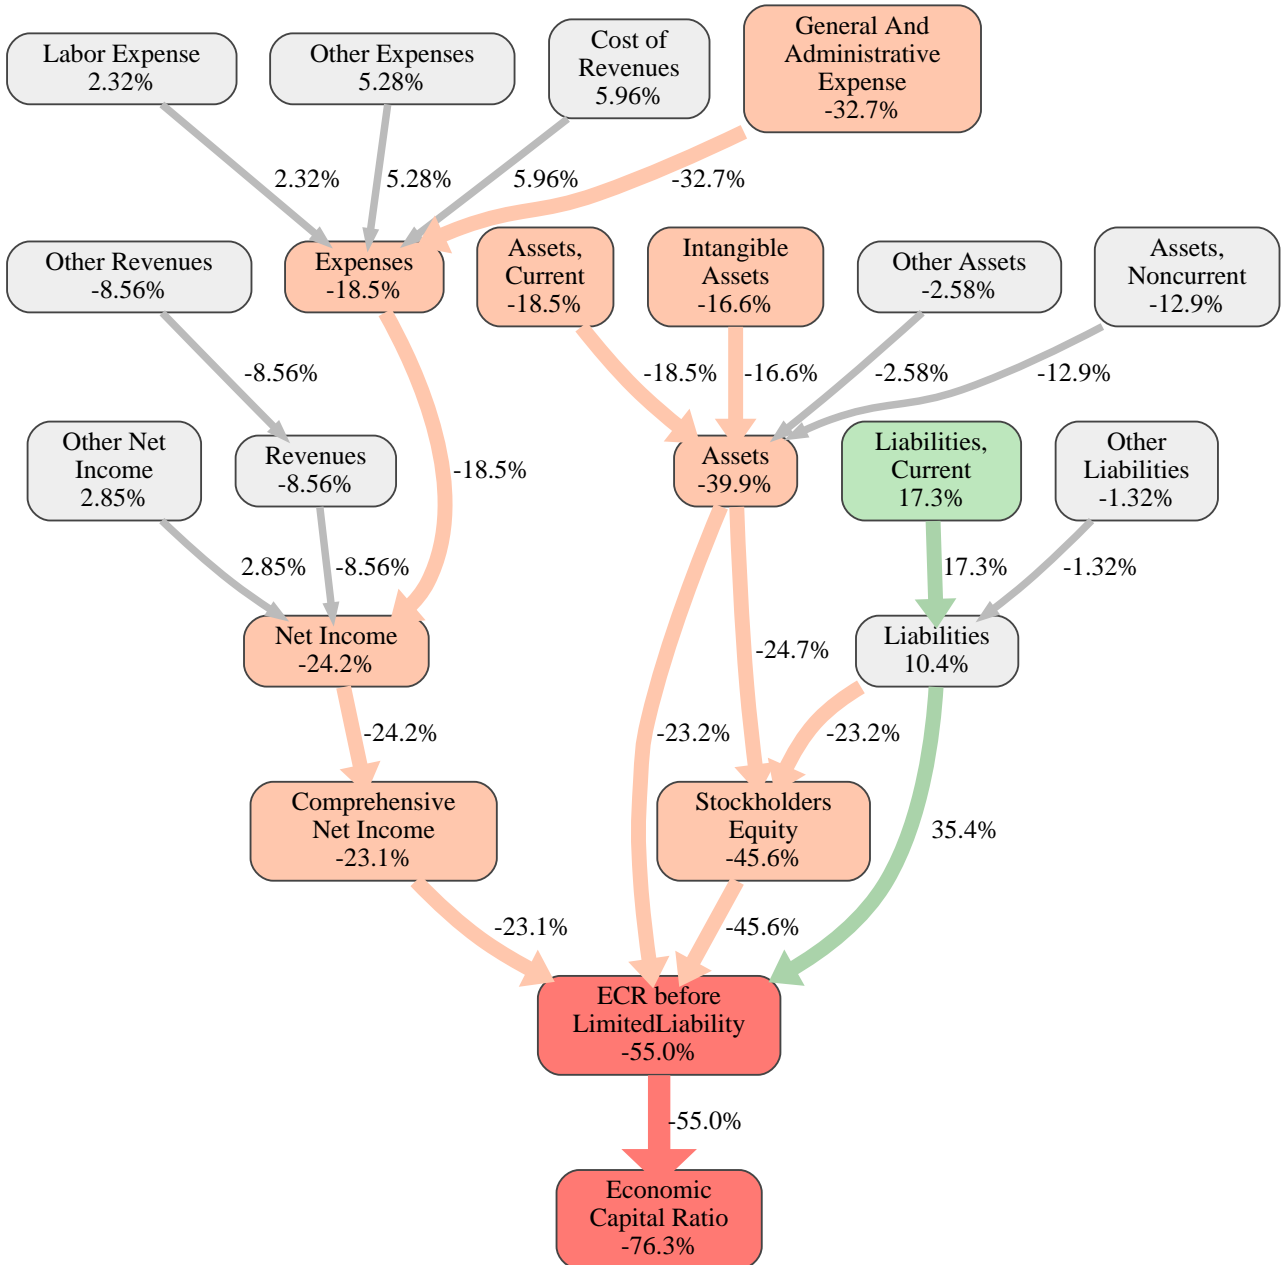 Labor Expense
2.32%
Other Expenses
5.28%
Cost of
Revenues
5.96%
General And
Administrative
Expense
-32.7%
2.32%
5.28%
5.96%
-32.7%
Other Revenues
-8.56%
Expenses
-18.5%
Assets,
Current
-18.5%
Intangible
Assets
-16.6%
Other Assets
-2.58%
Assets,
Noncurrent
-12.9%
-8.56%
-18.5%
-16.6%
-2.58%
-12.9%
Other Net
Income
2.85%
Revenues
-8.56%
-18.5%
Assets
-39.9%
Liabilities,
Current
17.3%
Other
Liabilities
-1.32%
2.85%
-8.56%
17.3%
-1.32%
Net Income
-24.2%
-24.7%
Liabilities
10.4%
-24.2%
-23.2%
-23.2%
Comprehensive
Net Income
-23.1%
Stockholders
Equity
-45.6%
35.4%
-23.1%
-45.6%
ECR before
LimitedLiability
-55.0%
-55.0%
Economic
Capital Ratio
-76.3%